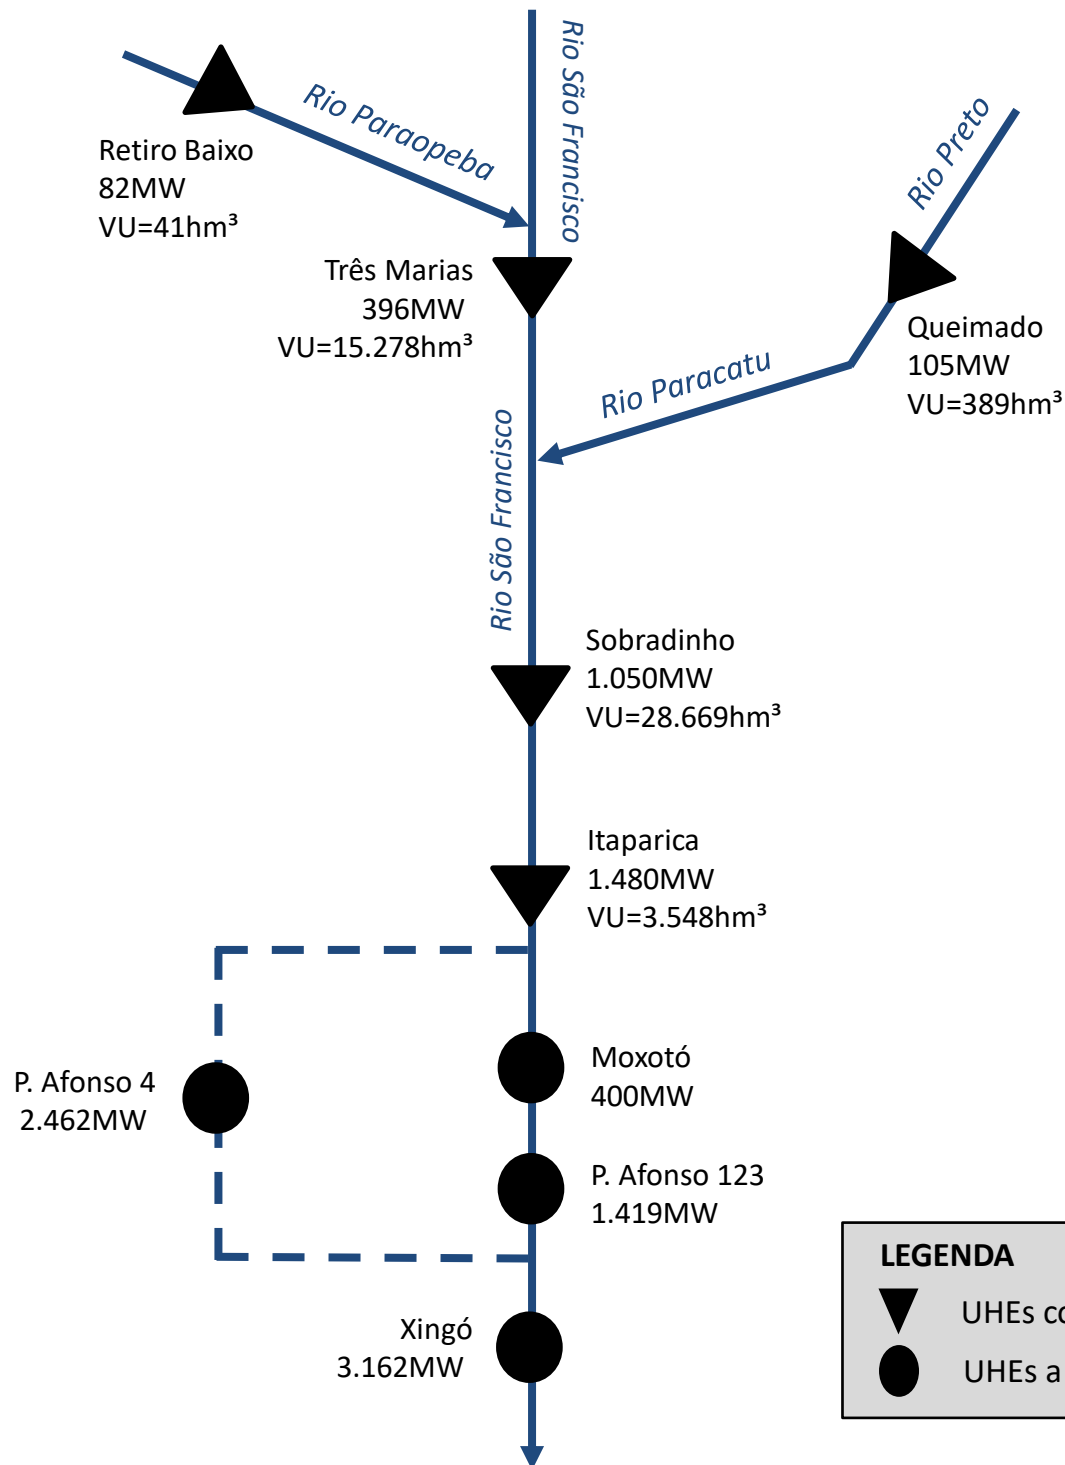 Rio São Francisco
Rio Paraopeba
Rio Preto
Retiro Baixo
82MW
VU=41hm³
Três Marias
396MW
VU=15.278hm³
Queimado
105MW
VU=389hm³
Rio Paracatu
Rio São Francisco
Sobradinho
1.050MW
VU=28.669hm³
Itaparica
1.480MW
VU=3.548hm³
Moxotó
400MW
P. Afonso 4
2.462MW
P. Afonso 123
1.419MW
Xingó
3.162MW
LEGENDA
UHEs
UHEs a